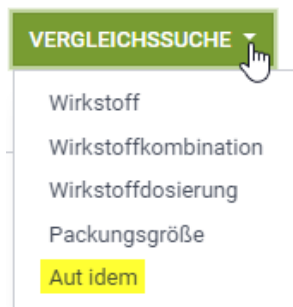 VERGLEICHSSUCHE
Wirkstoff
Wirkstoffkombination
Wirkstoffdosierung
Packungsgröße
Aut idem